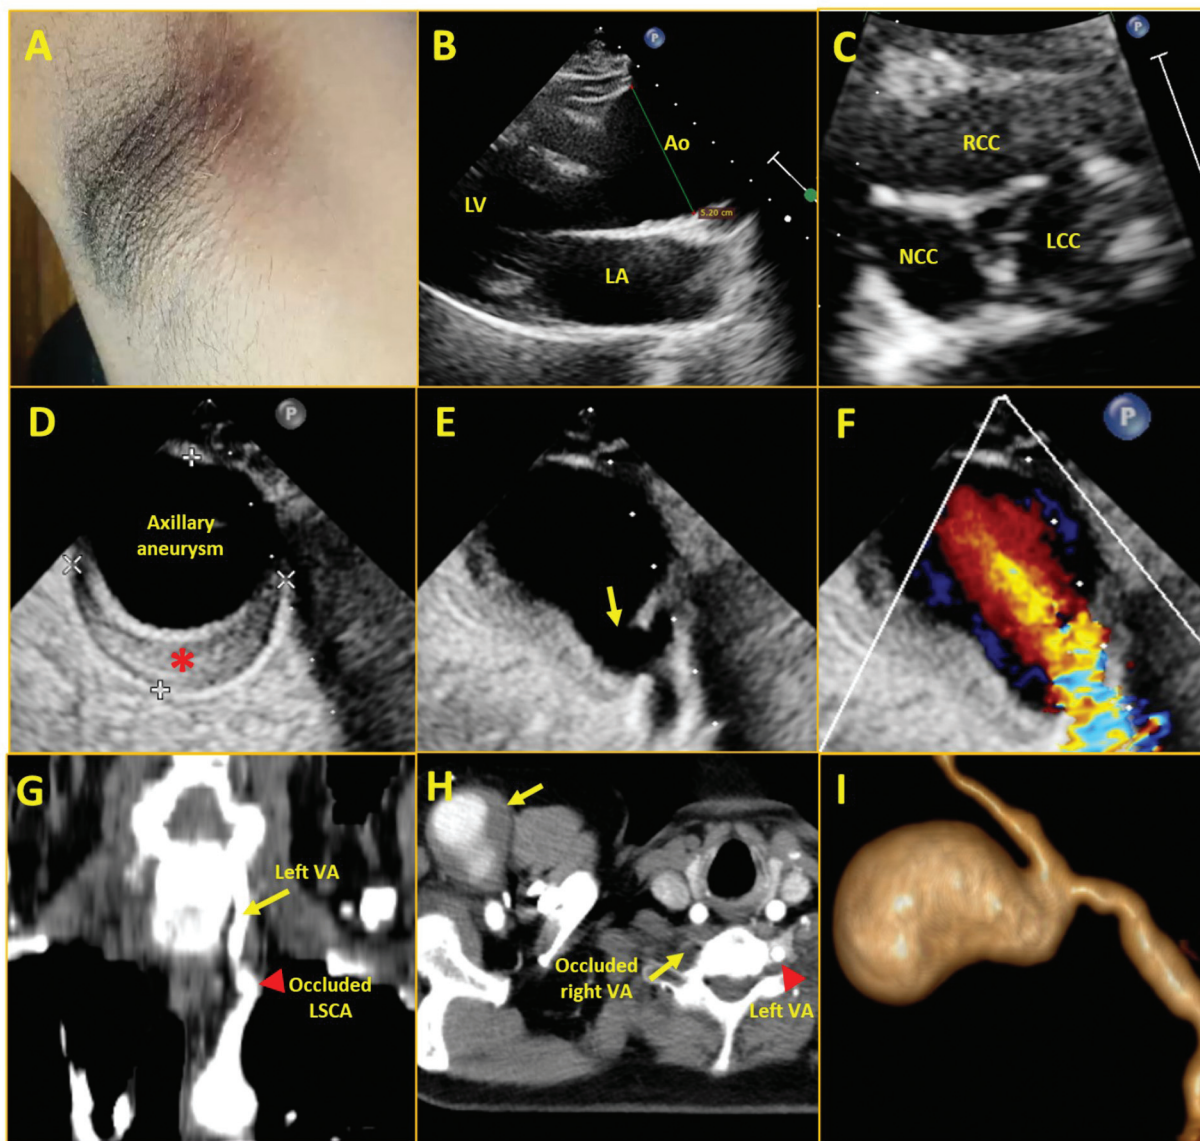 A
B
P
Ao
LV
5.20 cm
LA
C
P
RCC
NCC
LCC
D
P
Axillary
aneurysm
*
E
F
P
G
Left VA
Occluded
LSCA
H
Occluded
right VA
Left VA
I